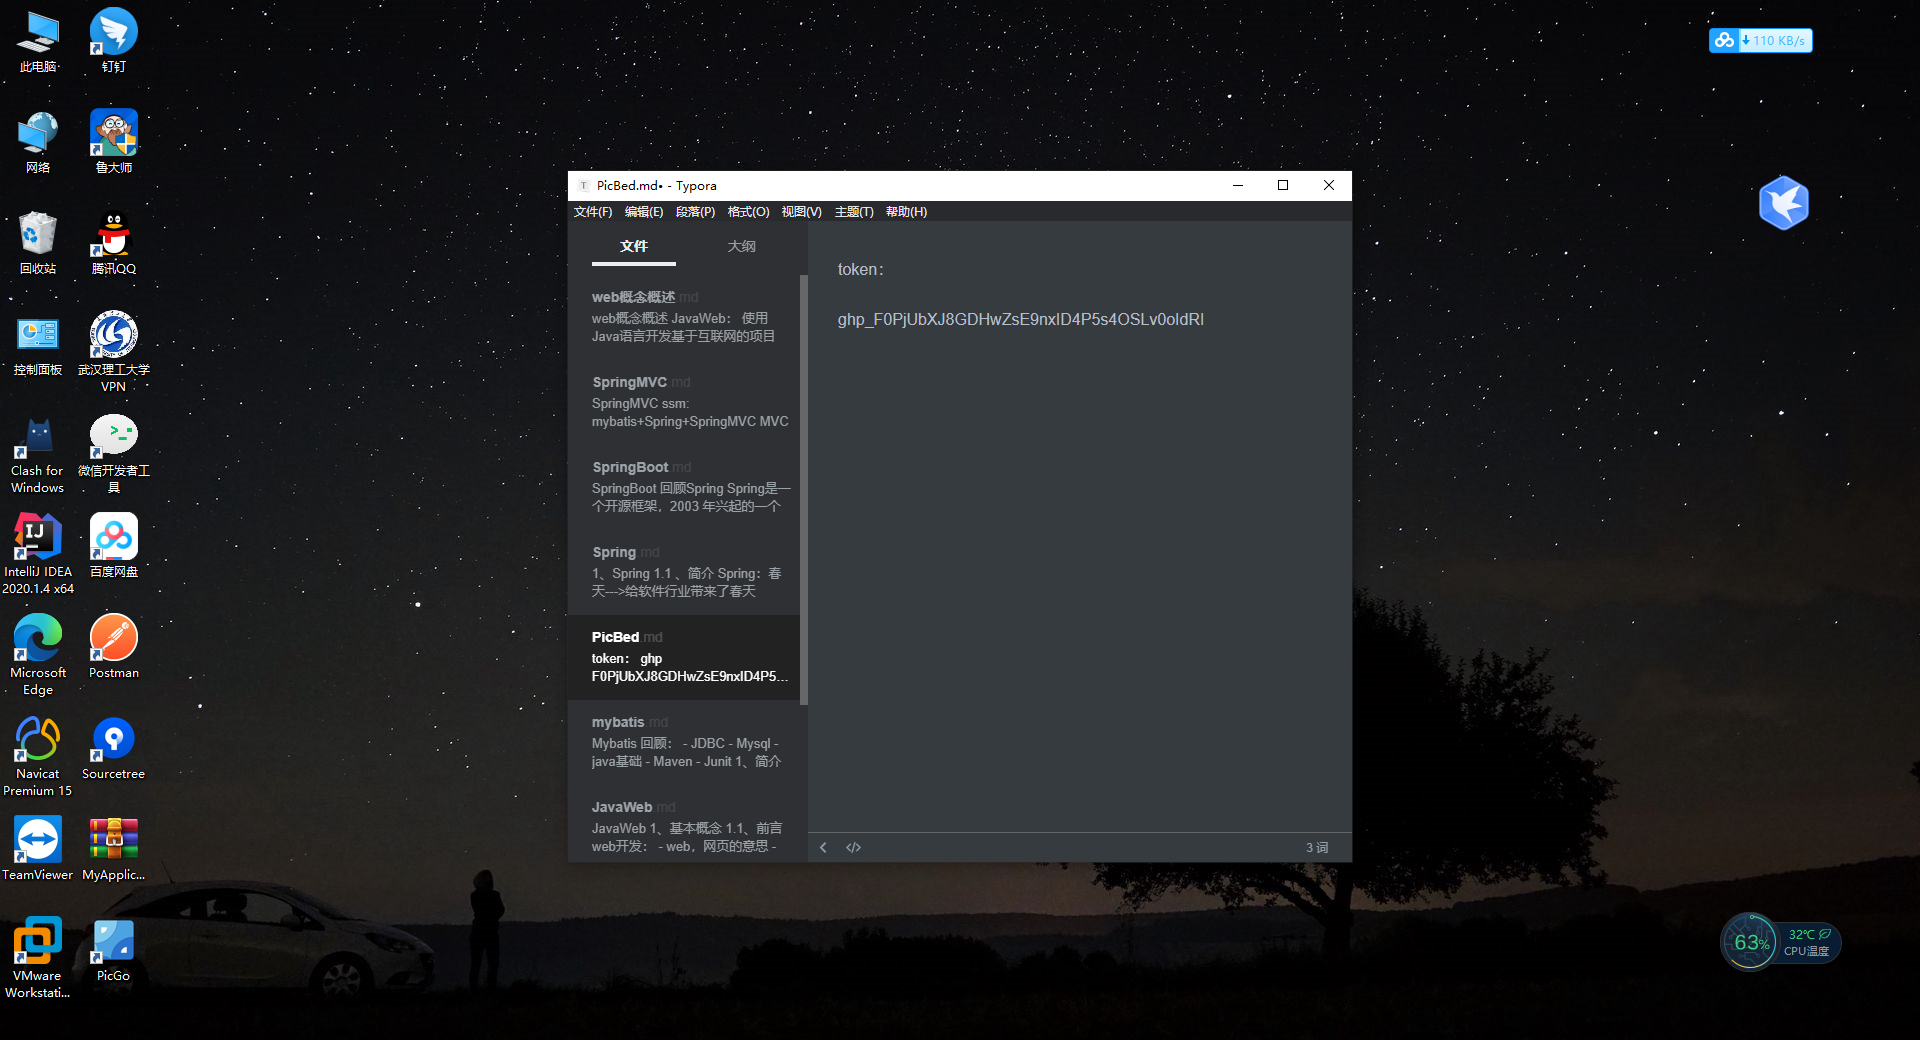 此电脑
钉钉
网络
鲁大师
回收站
腾讯QQ
控制面板
武汉理工大学
VPN
Clash for
Windows
微信开发者工
具
IntelliJ IDEA
2020.1.4 x64
百度网盘
Microsoft
Edge
Postman
Navicat
Premium 15
Sourcetree
TeamViewer
MyApplic...
VMware
Workstati...
PicGo
PicBed.md• - Typora
文件(F) 编辑(E) 段落(P) 格式(O) 视图(V) 主题(T) 帮助(H)
文件 大纲
web概念概述.md
web概念概述 JavaWeb： 使用
Java语言开发基于互联网的项目
SpringMVC.md
SpringMVC ssm:
mybatis+Spring+SpringMVC MVC
SpringBoot.md
SpringBoot 回顾Spring Spring是一
个开源框架，2003 年兴起的一个
Spring.md
1、Spring 1.1 、简介 Spring：春
天--->给软件行业带来了春天
PicBed.md
token： ghp
mybatis.md
Mybatis 回顾： - JDBC - Mysql -
java基础 - Maven - Junit 1、简介
JavaWeb.md
JavaWeb 1、基本概念 1.1、前言
web开发： - web，网页的意思 -
token：
</> 3 词
110 KB/s
63%
32℃
CPU温度